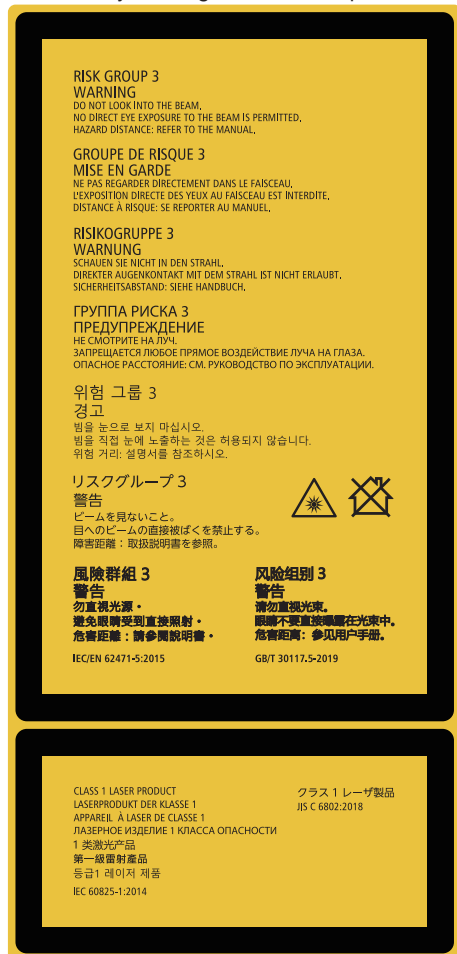 RISK GROUP 3
WARNING
DO NOT LOOK INTO THE BEAM.
NO DIRECT EYE EXPOSURE TO THE BEAM IS PERMITTED.
HAZARD DISTANCE: REFER TO THE MANUAL.
GROUPE DE RISQUE 3
MISE EN GARDE
NE PAS REGARDER DIRECTEMENT DANS LE FAISCEAU.
L'EXPOSITION DIRECTE DES YEUX AU FAISCEAU EST INTERDITE.
DISTANCE À RISQUE: SE REPORTER AU MANUEL.
RISIKOGRUPPE 3
WARNUNG
SCHAUEN SIE NICHT IN DEN STRAHL.
DIREKTER AUGENKONTAKT MIT DEM STRAHL IST NICHT ERLAUBT.
SICHERHEITSABSTAND: SIEHE HANDBUCH.
ГРУППА РИСКА 3
ПРЕДУПРЕЖДЕНИЕ
НЕ СМОТРИТЕ НА ЛУЧ.
ЗАПРЕЩАЕТСЯ ЛЮБОЕ ПРЯМОЕ ВОЗДЕЙСТВИЕ ЛУЧА НА ГЛАЗА.
ОПАСНОЕ РАССТОЯНИЕ: СМ. РУКОВОДСТВО ПО ЭКСПЛУАТАЦИИ.
위험 그룹 3
경고
빔을 눈으로 보지 마십시오.
빔을 직접 눈에 노출하는 것은 허용되지 않습니다.
위험 거리: 설명서를 참조하시오.
リスクグループ 3
警告
ビームを見ないこと。
目へのビームの直接被ばくを禁止する。
障害距離：取扱説明書を参照。
風險群組 3
警告
勿直視光源。
避免眼睛受到直接照射。
危害距離：請參閱說明書。
IEC/EN 62471-5:2015
风险组别 3
警告
请勿直视光束。
眼睛不要直接曝露在光束中。
危害距离：参见用户手册。
GB/T 30117.5-2019
CLASS 1 LASER PRODUCT
LASERPRODUKT DER KLASSE 1
APPAREIL À LASER DE CLASSE 1
ЛАЗЕРНОЕ ИЗДЕЛИЕ 1 КЛАССА ОПАСНОСТИ
1 类激光产品
第一級雷射產品
등급1 레이저 제품
IEC 60825-1:2014
クラス 1 レーザ製品
JIS C 6802:2018